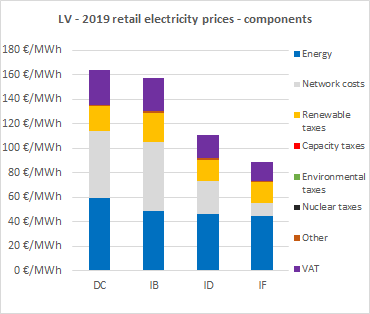 LV - 2019 retail electricity prices - components
180 €/MWh
160 €/MWh
140 €/MWh
120 €/MWh
100 €/MWh
80 €/MWh
60 €/MWh
40 €/MWh
20 €/MWh
0 €/MWh
DC IB ID IF
Energy
Network costs
Renewable
taxes
Capacity taxes
Environmental
taxes
Nuclear taxes
Other
VAT